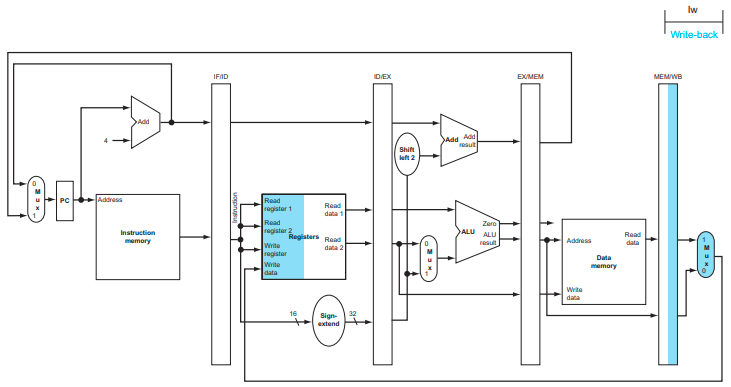 lw
Write-back
IF/ID
ID/EX
EX/MEM
MEM/WB
Add
4
0
M
u
x
1
PC
Address
Instruction
memory
Instruction
Read
register 1
Read
register 2
Registers
Write
register
Write
data
Read
data 1
Read
data 2
16
Sign-
extend
32
Shift
left 2
Add
Add
result
0
M
u
x
1
ALU
Zero
ALU
result
Address
Read
data
Data
memory
Write
data
1
M
u
x
0